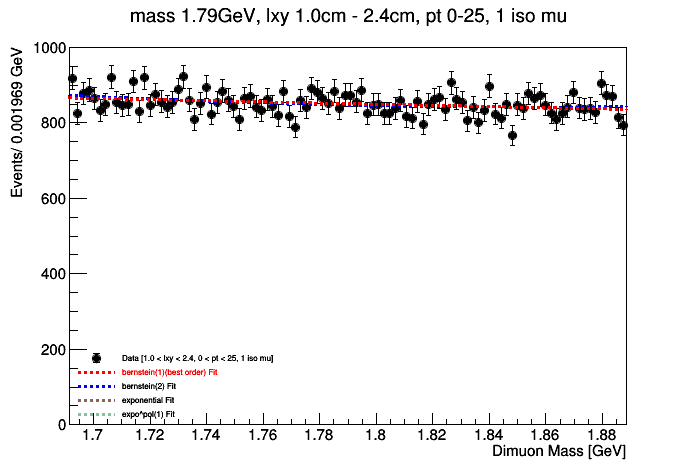 mass 1.79GeV, lxy 1.0cm - 2.4cm, pt 0-25, 1 iso mu
Events/ 0.001969 GeV
1000
800
600
400
200
0
Data [1.0 < lxy < 2.4, 0 < pt < 25, 1 iso mu]
bernstein(1)(best order) Fit
bernstein(2) Fit
exponential Fit
expo^pol(1) Fit
1.7 1.72 1.74 1.76 1.78 1.8 1.82 1.84 1.86 1.88
Dimuon Mass [GeV]